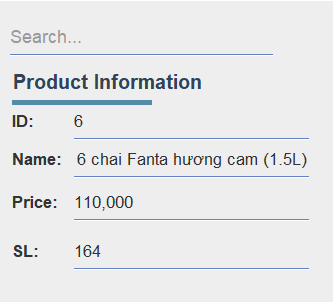 Search...
Product Information
ID: 6
Name: 6 chai Fanta hương cam (1.5L)
Price: 110,000
SL: 164